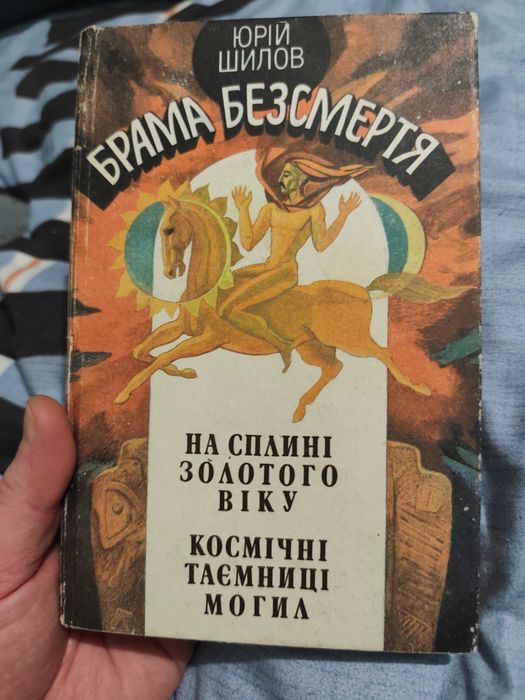 ЮРІЙ
ШИЛОВ
БРАМА БЕЗСМЕРТЯ
НА СПЛИНІ
ЗОЛОТОГО
ВІКУ
КОСМІЧНІ
ТАЄМНИЦІ
МОГИЛ